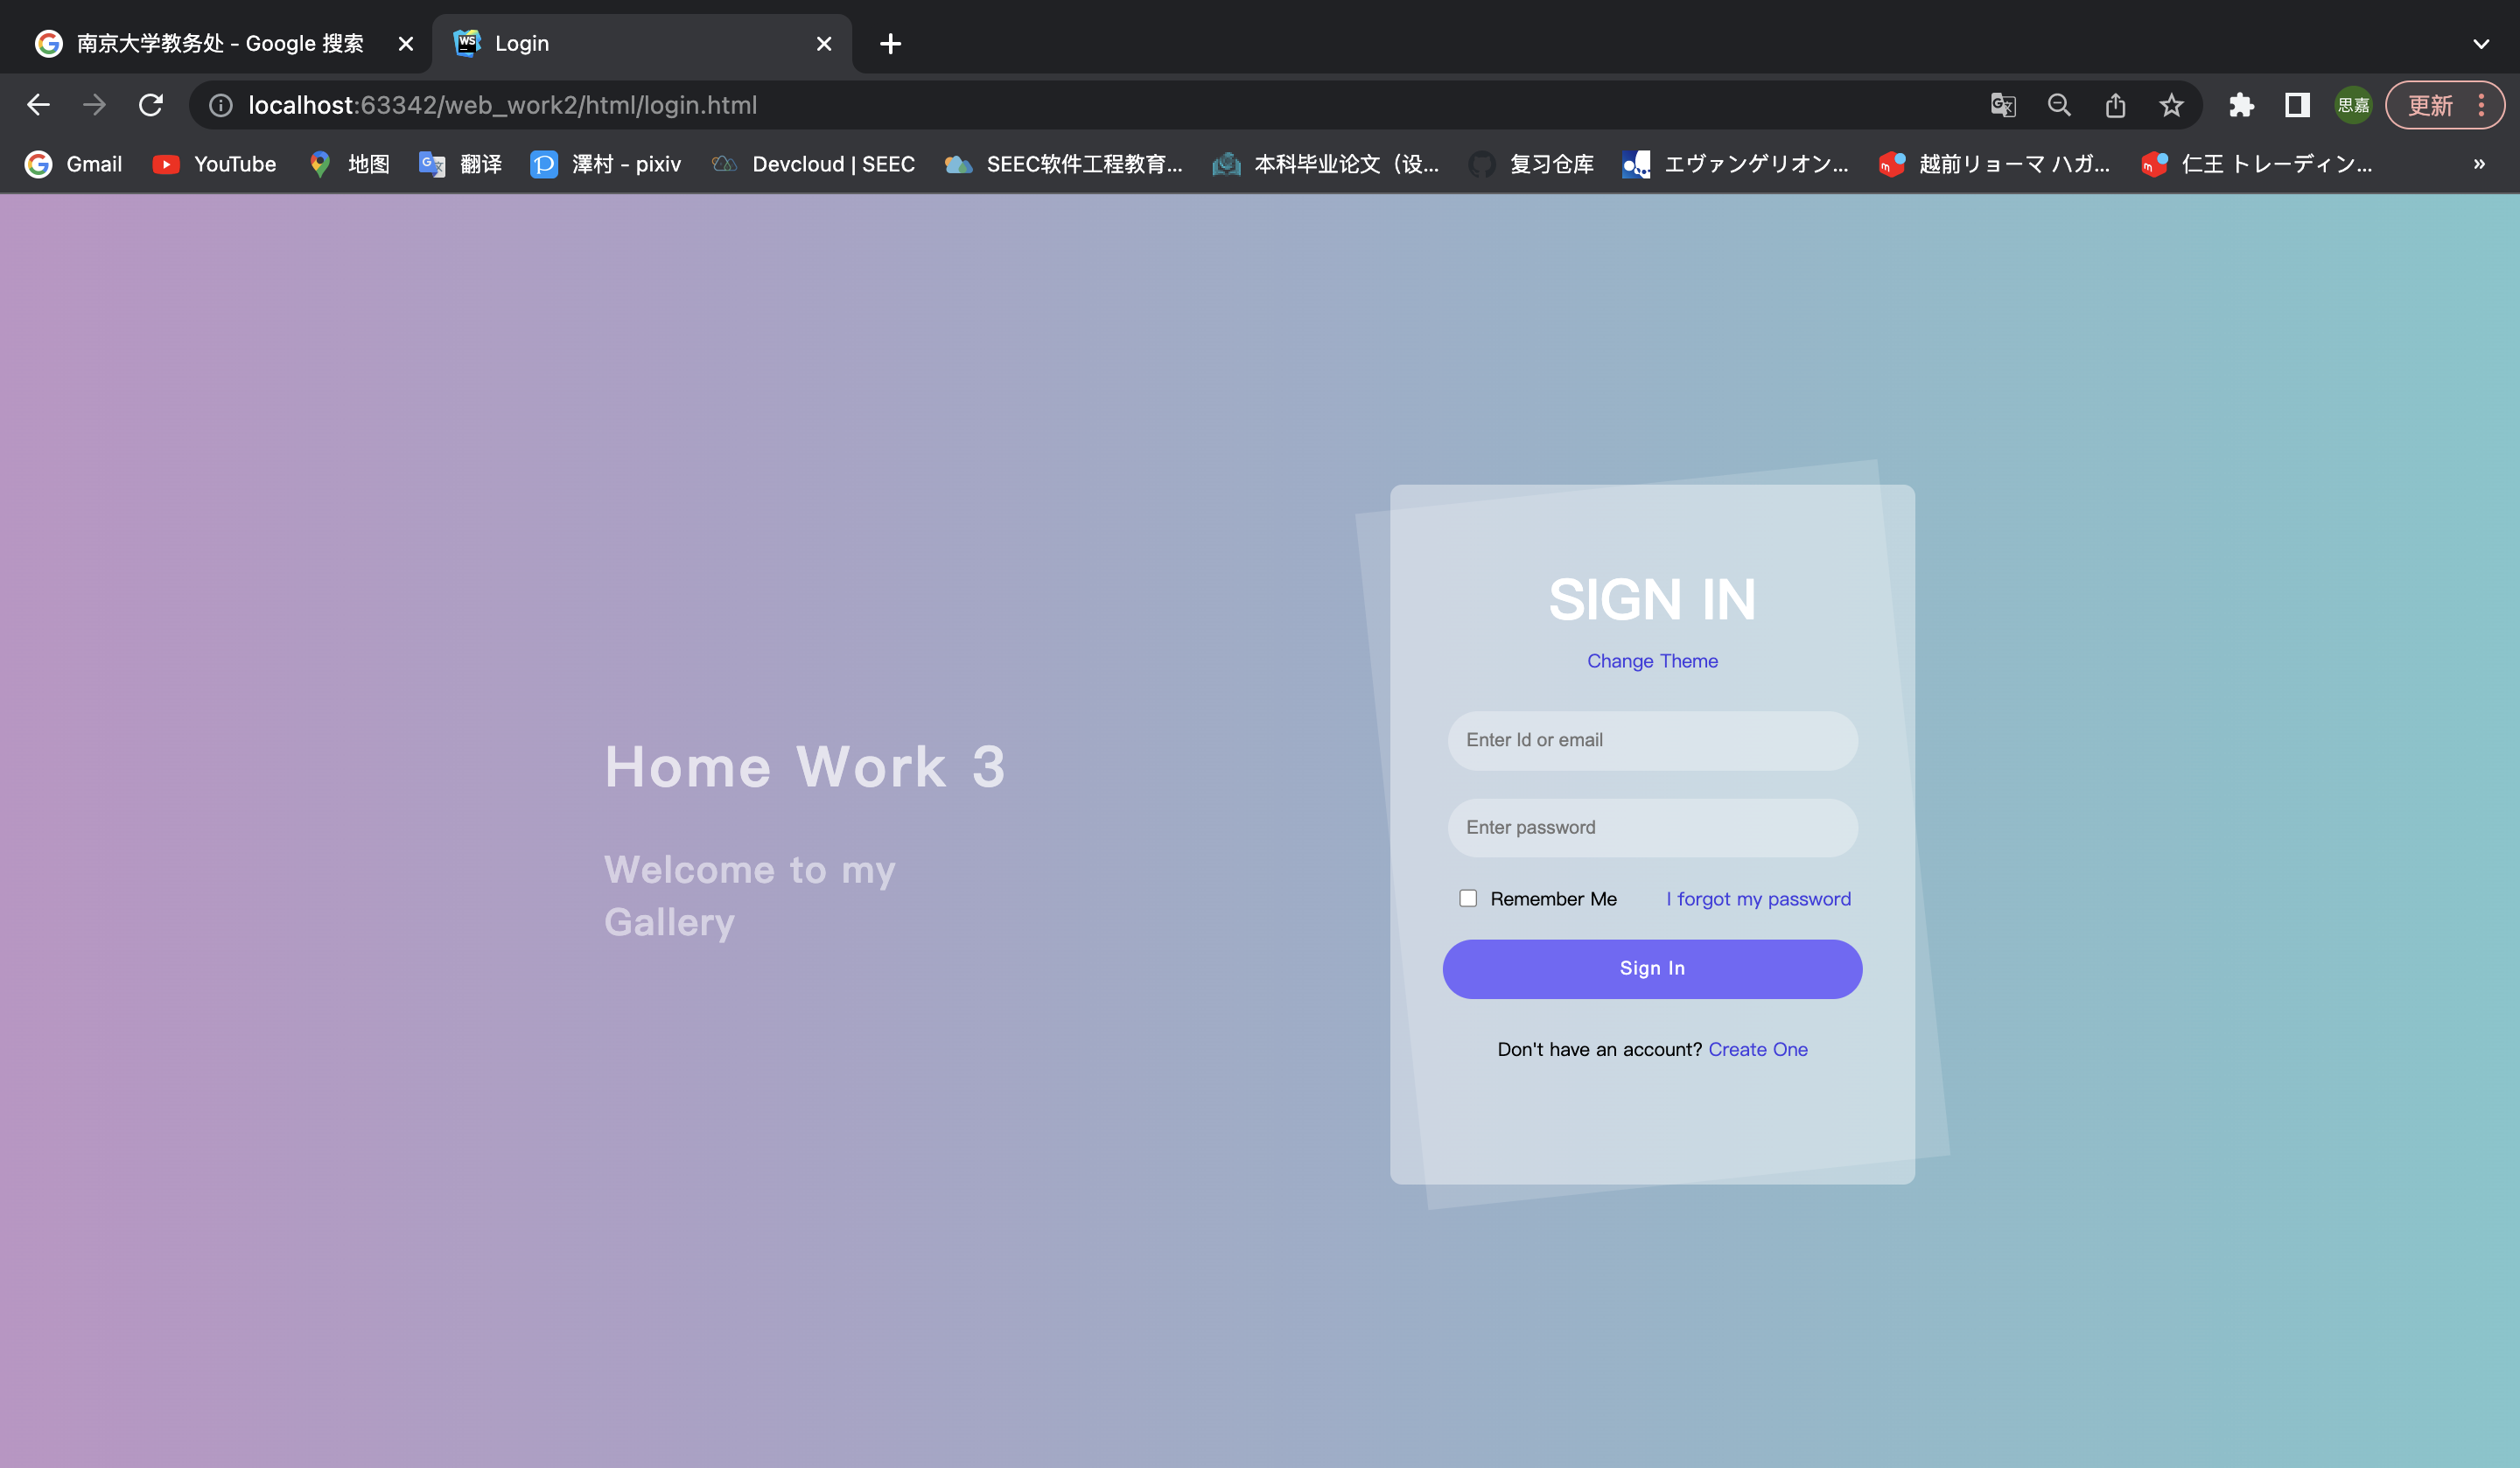 南京大学教务处 - Google 搜索
Login
localhost:63342/web_work2/html/login.html
思嘉
更新
Gmail
YouTube
地图
翻译
澤村 - pixiv
Devcloud | SEEC
SEEC软件工程教育...
本科毕业论文（设...
复习仓库
エヴァンゲリオン...
越前リョーマ ハガ...
仁王 トレーディン...
»
SIGN IN
Change Theme
Enter Id or email
Enter password
Remember Me
I forgot my password
Sign In
Don't have an account? Create One
Home Work 3
Welcome to my
Gallery